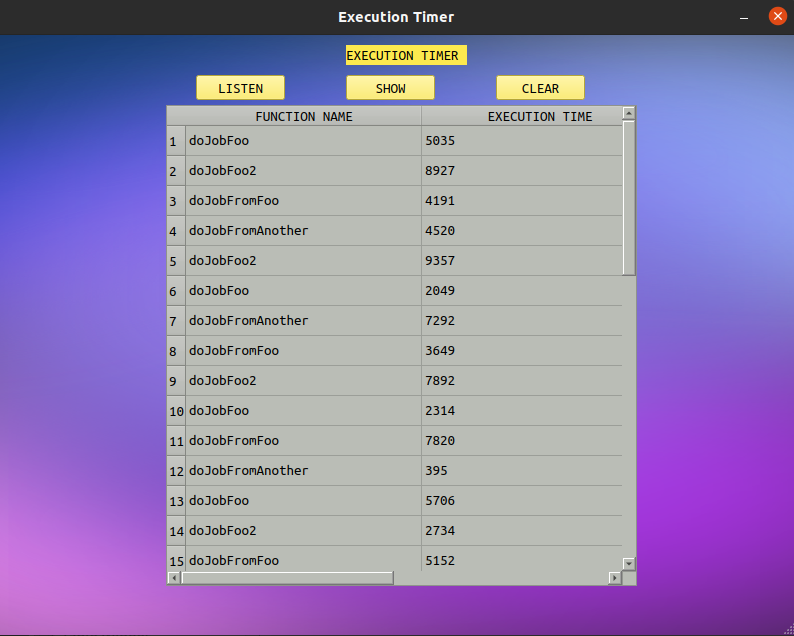 Execution Timer
EXECUTION TIMER
LISTEN SHOW CLEAR
FUNCTION NAME EXECUTION TIME
1 doJobFoo 5035
2 doJobFoo2 8927
3 doJobFromFoo 4191
4 doJobFromAnother 4520
5 doJobFoo2 9357
6 doJobFoo 2049
7 doJobFromAnother 7292
8 doJobFromFoo 3649
9 doJobFoo2 7892
10 doJobFoo 2314
11 doJobFromFoo 7820
12 doJobFromAnother 395
13 doJobFoo 5706
14 doJobFoo2 2734
15 doJobFromFoo 5152